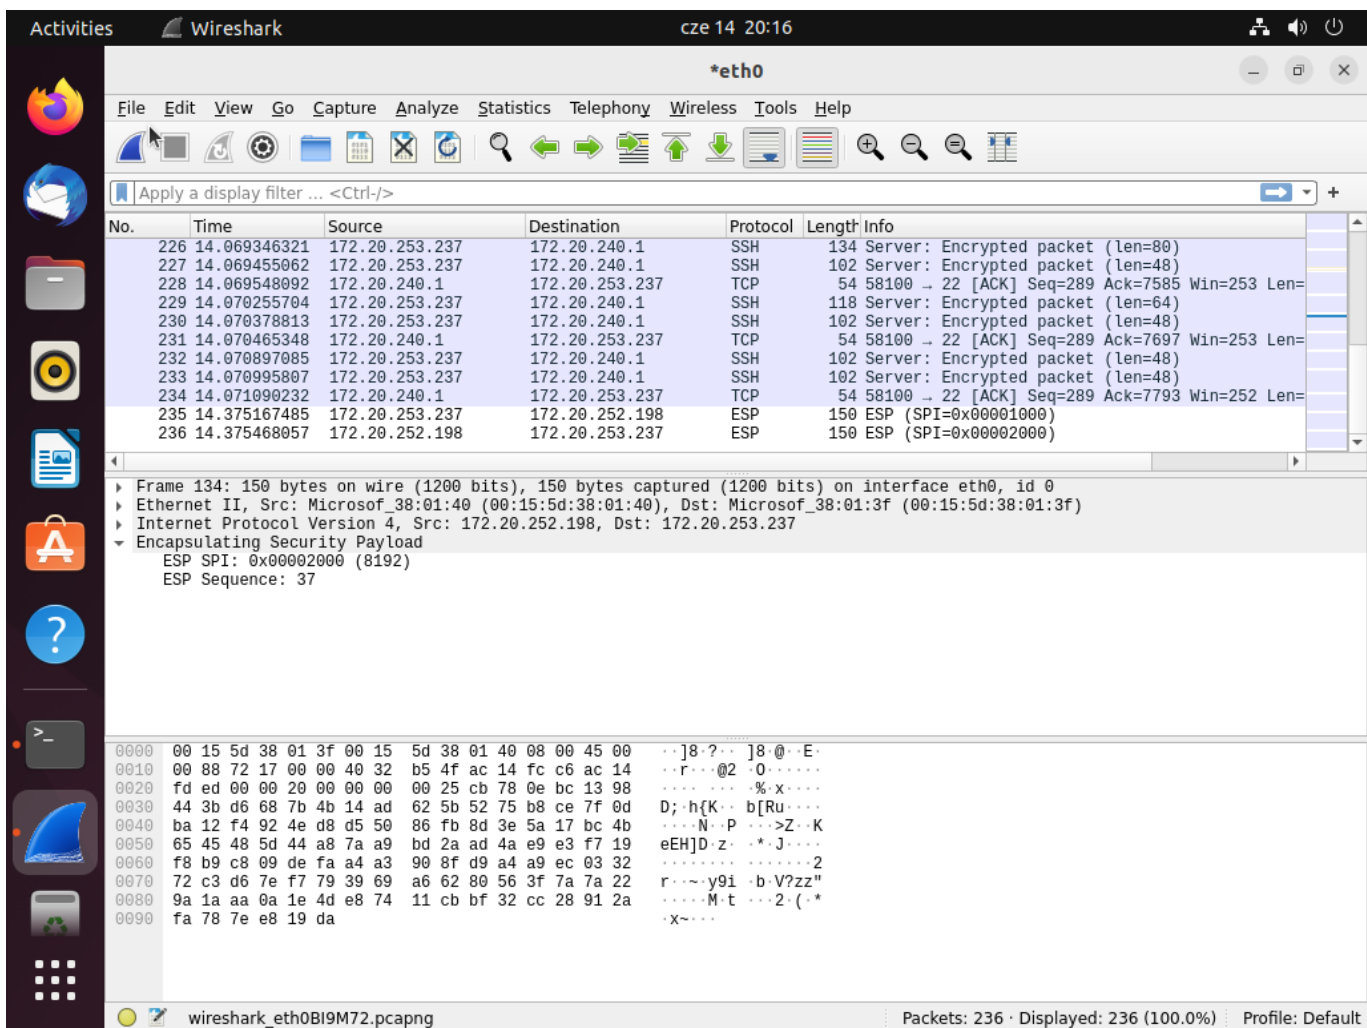 Activities Wireshark cze 14 20:16
*eth0
File Edit View Go Capture Analyze Statistics Telephony Wireless Tools Help
Apply a display filter ... <Ctrl-/>
No. Time Source Destination Protocol Length Info
226 14.069346321 172.20.253.237 172.20.240.1 SSH 134 Server: Encrypted packet (len=80)
227 14.069455062 172.20.253.237 172.20.240.1 SSH 102 Server: Encrypted packet (len=48)
228 14.069548092 172.20.240.1 172.20.253.237 TCP 54 58100 → 22 [ACK] Seq=289 Ack=7585 Win=253 Len=
229 14.070255704 172.20.253.237 172.20.240.1 SSH 118 Server: Encrypted packet (len=64)
230 14.070378813 172.20.253.237 172.20.240.1 SSH 102 Server: Encrypted packet (len=48)
231 14.070465348 172.20.240.1 172.20.253.237 TCP 54 58100 → 22 [ACK] Seq=289 Ack=7697 Win=253 Len=
232 14.070897085 172.20.253.237 172.20.240.1 SSH 102 Server: Encrypted packet (len=48)
233 14.070995807 172.20.253.237 172.20.240.1 SSH 102 Server: Encrypted packet (len=48)
234 14.071090232 172.20.240.1 172.20.253.237 TCP 54 58100 → 22 [ACK] Seq=289 Ack=7793 Win=252 Len=
235 14.375167485 172.20.253.237 172.20.252.198 ESP 150 ESP (SPI=0x00001000)
236 14.375468057 172.20.252.198 172.20.253.237 ESP 150 ESP (SPI=0x00002000)
Frame 134: 150 bytes on wire (1200 bits), 150 bytes captured (1200 bits) on interface eth0, id 0
Ethernet II, Src: Microsof_38:01:40 (00:15:5d:38:01:40), Dst: Microsof_38:01:3f (00:15:5d:38:01:3f)
Internet Protocol Version 4, Src: 172.20.252.198, Dst: 172.20.253.237
Encapsulating Security Payload
ESP SPI: 0x00002000 (8192)
ESP Sequence: 37
0000 00 15 5d 38 01 3f 00 15 5d 38 01 40 08 00 45 00 ··]8·?·· ]8·@··E·
0010 00 88 72 17 00 00 40 32 b5 4f ac 14 fc c6 ac 14 ··r···@2 ·O······
0020 fd ed 00 00 20 00 00 00 00 25 cb 78 0e bc 13 98 ···· ··· ·%·x····
0030 44 3b d6 68 7b 4b 14 ad 62 5b 52 75 b8 ce 7f 0d D;·h{K·· b[Ru····
0040 ba 12 f4 92 4e d8 d5 50 86 fb 8d 3e 5a 17 bc 4b ····N··P ···>Z··K
0050 65 45 48 5d 44 a8 7a a9 bd 2a ad 4a e9 e3 f7 19 eEH]D·z· ·*·J····
0060 f8 b9 c8 09 de fa a4 a3 90 8f d9 a4 a9 ec 03 32 ········ ·······2
0070 72 c3 d6 7e f7 79 39 69 a6 62 80 56 3f 7a 7a 22 r··~·y9i ·b·V?zz"
0080 9a 1a aa 0a 1e 4d e8 74 11 cb bf 32 cc 28 91 2a ·····M·t ···2·(·*
0090 fa 78 7e e8 19 da ·x~···
wireshark_eth0BI9M72.pcapng Packets: 236 · Displayed: 236 (100.0%) Profile: Default